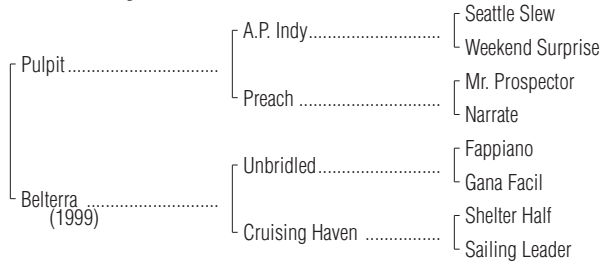 Seattle Slew
A.P. Indy..............................
Weekend Surprise
Pulpit..................................
Mr. Prospector
Preach ................................
Narrate
Fappiano
Unbridled............................
Gana Facil
Belterra ..............................
(1999)
Shelter Half
Cruising Haven ..................
Sailing Leader